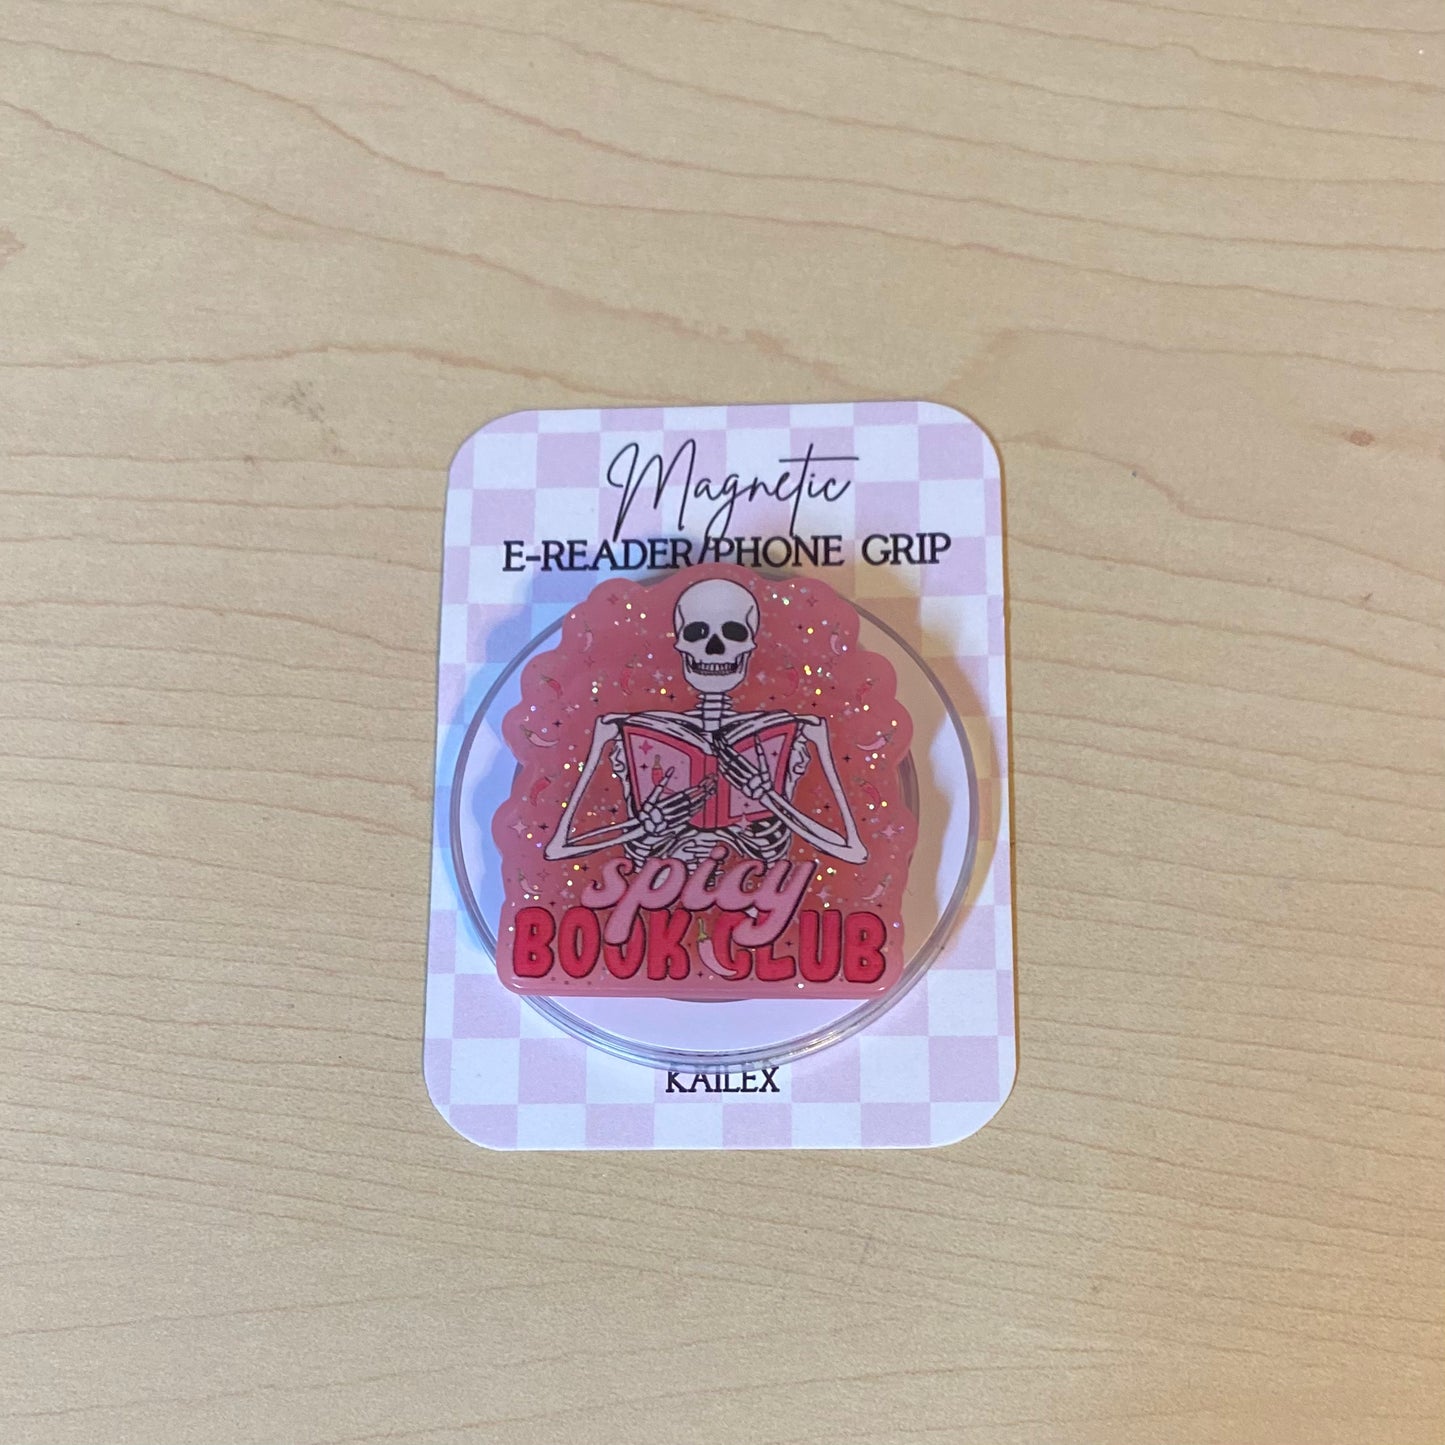 Magnetic
E-READER/PHONE GRIP
spicy
BOOK CLUB
KAILEX